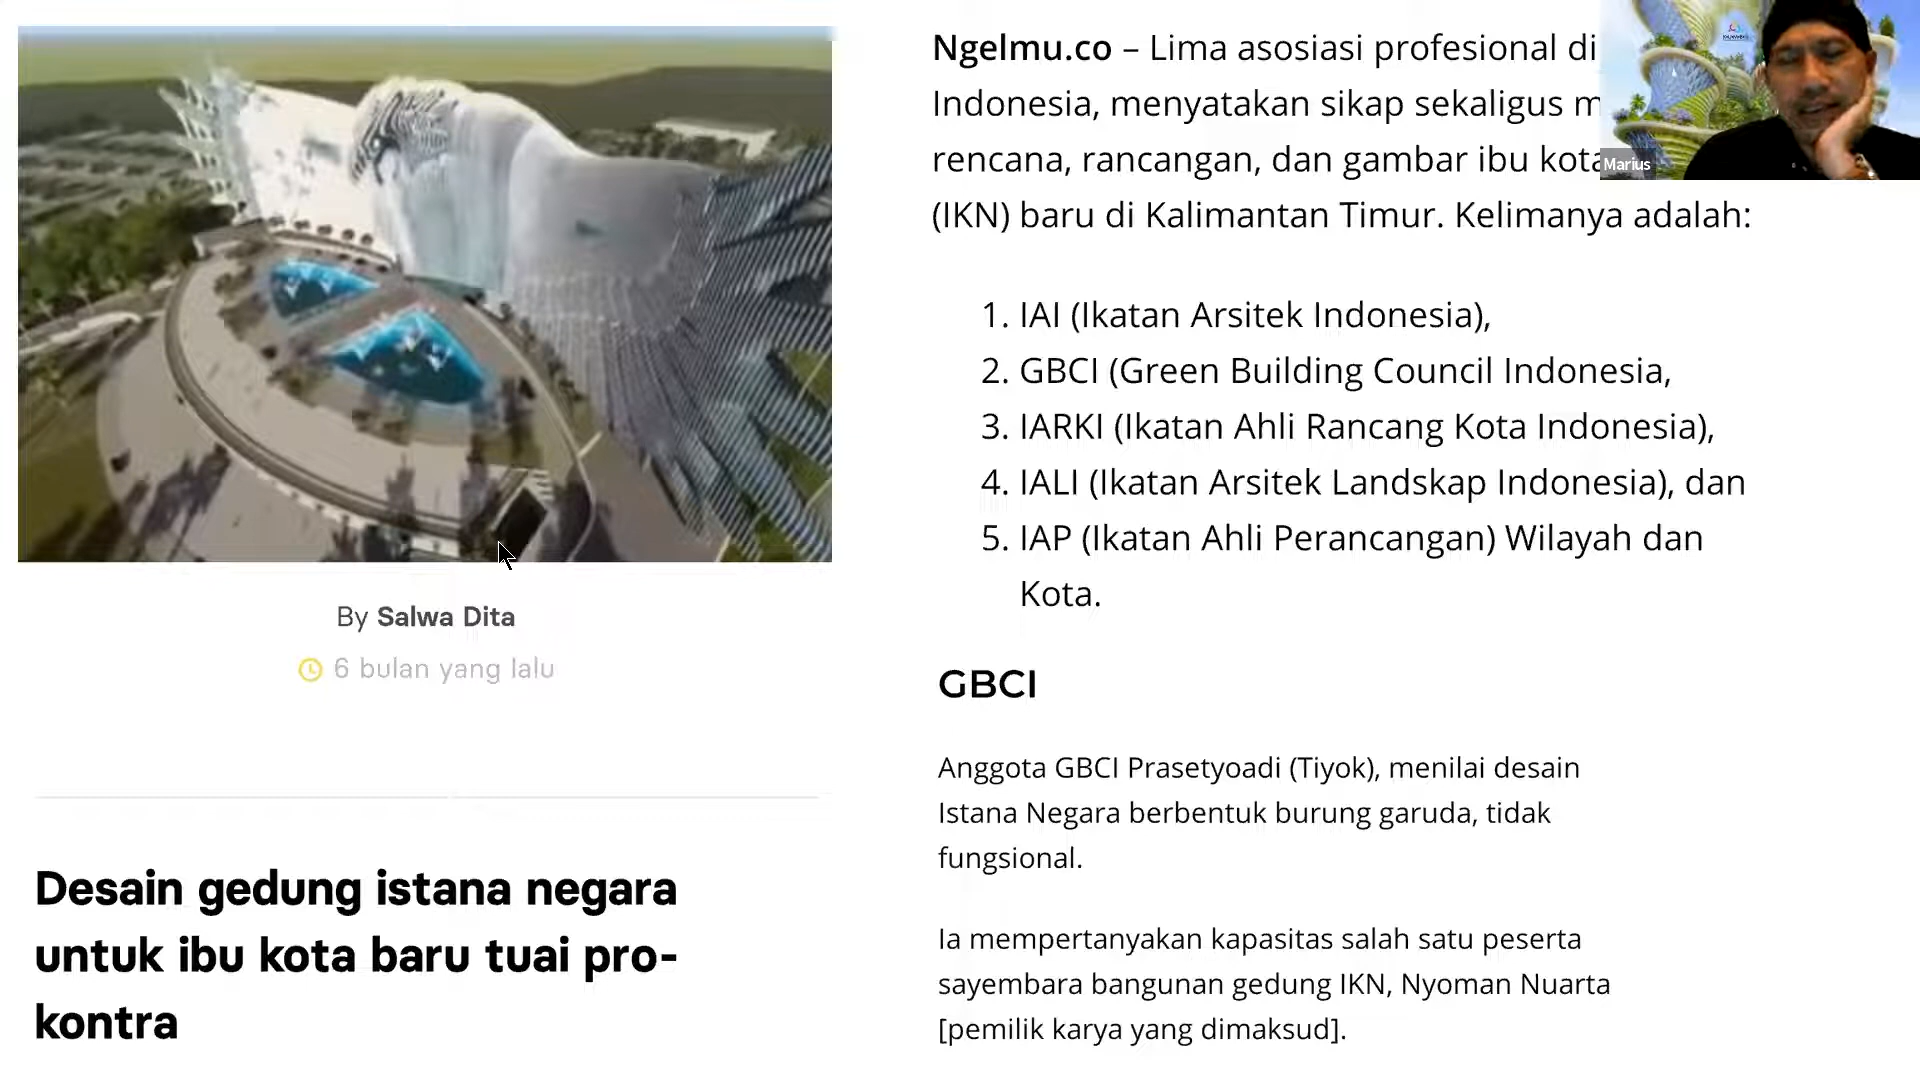 By Salwa Dita
6 bulan yang lalu
Desain gedung istana negara
untuk ibu kota baru tuai pro-
kontra
Ngelmu.co – Lima asosiasi profesional di
Indonesia, menyatakan sikap sekaligus
rencana, rancangan, dan gambar ibu kota
(IKN) baru di Kalimantan Timur. Kelimanya adalah:
1. IAI (Ikatan Arsitek Indonesia),
2. GBCI (Green Building Council Indonesia,
3. IARKI (Ikatan Ahli Rancang Kota Indonesia),
4. IALI (Ikatan Arsitek Landskap Indonesia), dan
5. IAP (Ikatan Ahli Perancangan) Wilayah dan
Kota.
GBCI
Anggota GBCI Prasetyoadi (Tiyok), menilai desain
Istana Negara berbentuk burung garuda, tidak
fungsional.
Ia mempertanyakan kapasitas salah satu peserta
sayembara bangunan gedung IKN, Nyoman Nuarta
[pemilik karya yang dimaksud].
Marius